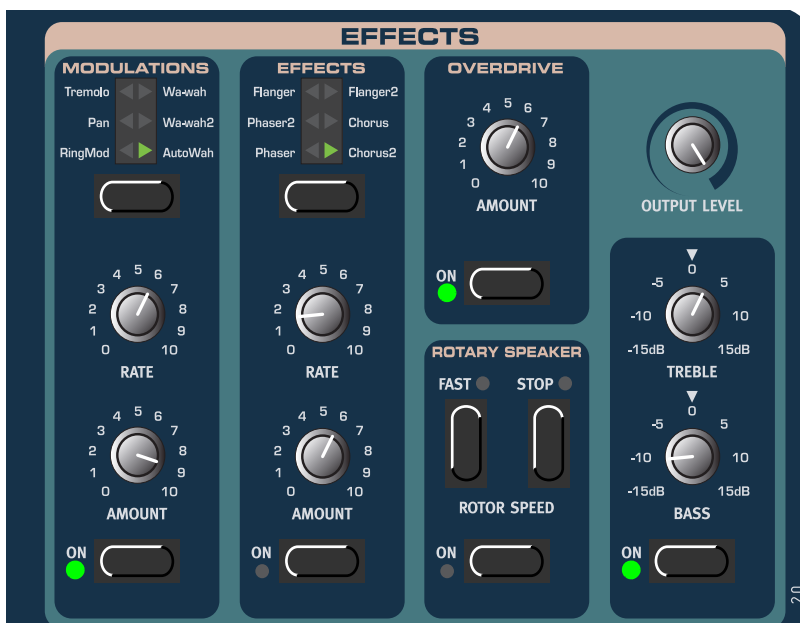 EFFECTS
MODULATIONS
Tremolo Wa-wah
Pan Wa-wah2
RingMod AutoWah
0 1 2 3 4 5 6 7 8 9 10
RATE
0 1 2 3 4 5 6 7 8 9 10
AMOUNT
ON
EFFECTS
Flanger Flanger2
Phaser2 Chorus
Phaser Chorus2
0 1 2 3 4 5 6 7 8 9 10
RATE
0 1 2 3 4 5 6 7 8 9 10
AMOUNT
ON
OVERDRIVE
0 1 2 3 4 5 6 7 8 9 10
AMOUNT
ON
ROTARY SPEAKER
FAST STOP
ROTOR SPEED
ON
OUTPUT LEVEL
-15dB -10 -5 0 5 10 15dB
TREBLE
-15dB -10 -5 0 5 10 15dB
BASS
ON
2.0